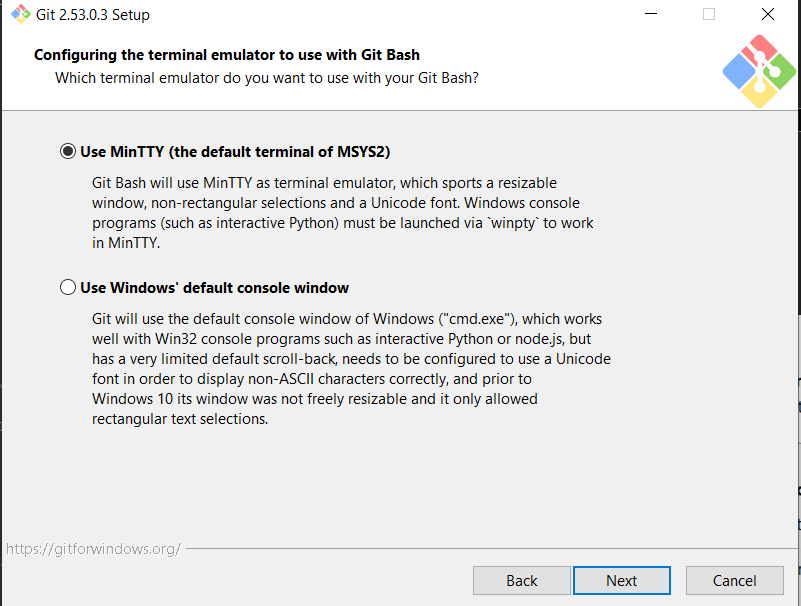 Git 2.53.0.3 Setup
Configuring the terminal emulator to use with Git Bash
Which terminal emulator do you want to use with your Git Bash?
Use MinTTY (the default terminal of MSYS2)
Git Bash will use MinTTY as terminal emulator, which sports a resizable
window, non-rectangular selections and a Unicode font. Windows console
programs (such as interactive Python) must be launched via `winpty` to work
in MinTTY.
Use Windows' default console window
Git will use the default console window of Windows ("cmd.exe"), which works
well with Win32 console programs such as interactive Python or node.js, but
has a very limited default scroll-back, needs to be configured to use a Unicode
font in order to display non-ASCII characters correctly, and prior to
Windows 10 its window was not freely resizable and it only allowed
rectangular text selections.
https://gitforwindows.org/
Back
Next
Cancel